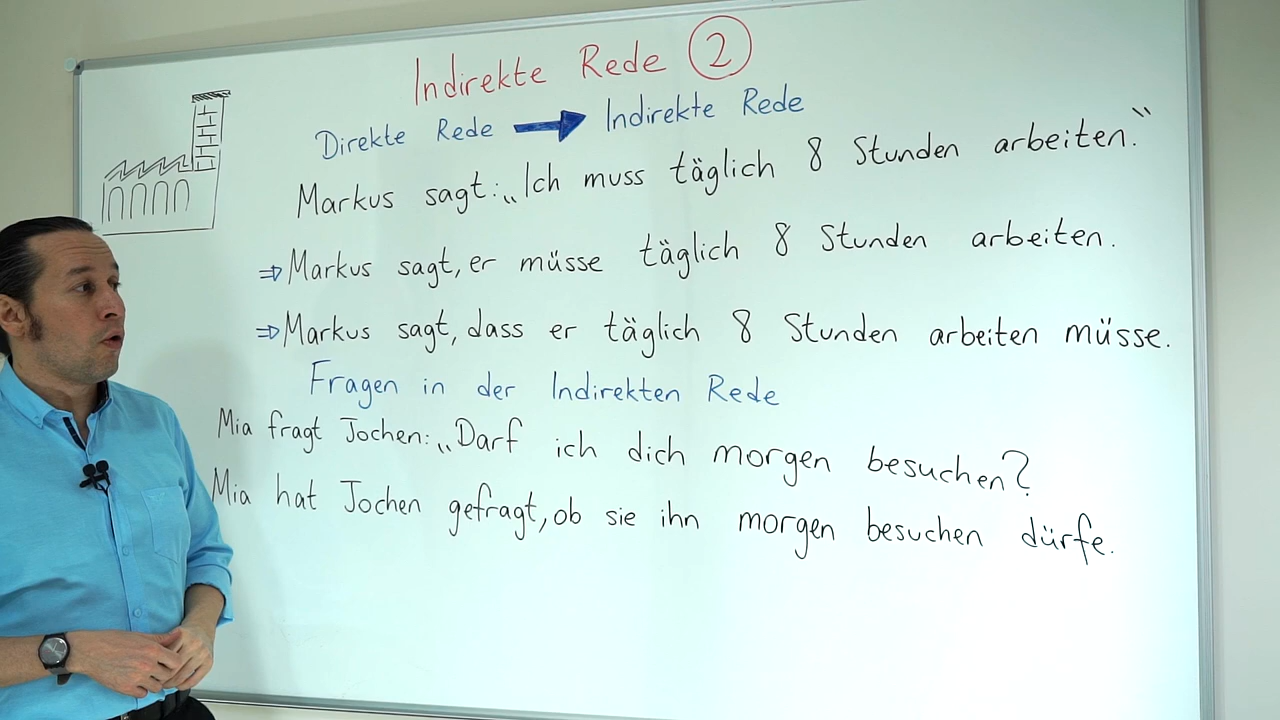 Indirekte Rede 2
Direkte Rede → Indirekte Rede
Markus sagt: „Ich muss täglich 8 Stunden arbeiten.“
⇒ Markus sagt, er müsse täglich 8 Stunden arbeiten.
⇒ Markus sagt, dass er täglich 8 Stunden arbeiten müsse.
Fragen in der Indirekten Rede
Mia fragt Jochen: „Darf ich dich morgen besuchen?
Mia hat Jochen gefragt, ob sie ihn morgen besuchen dürfe.